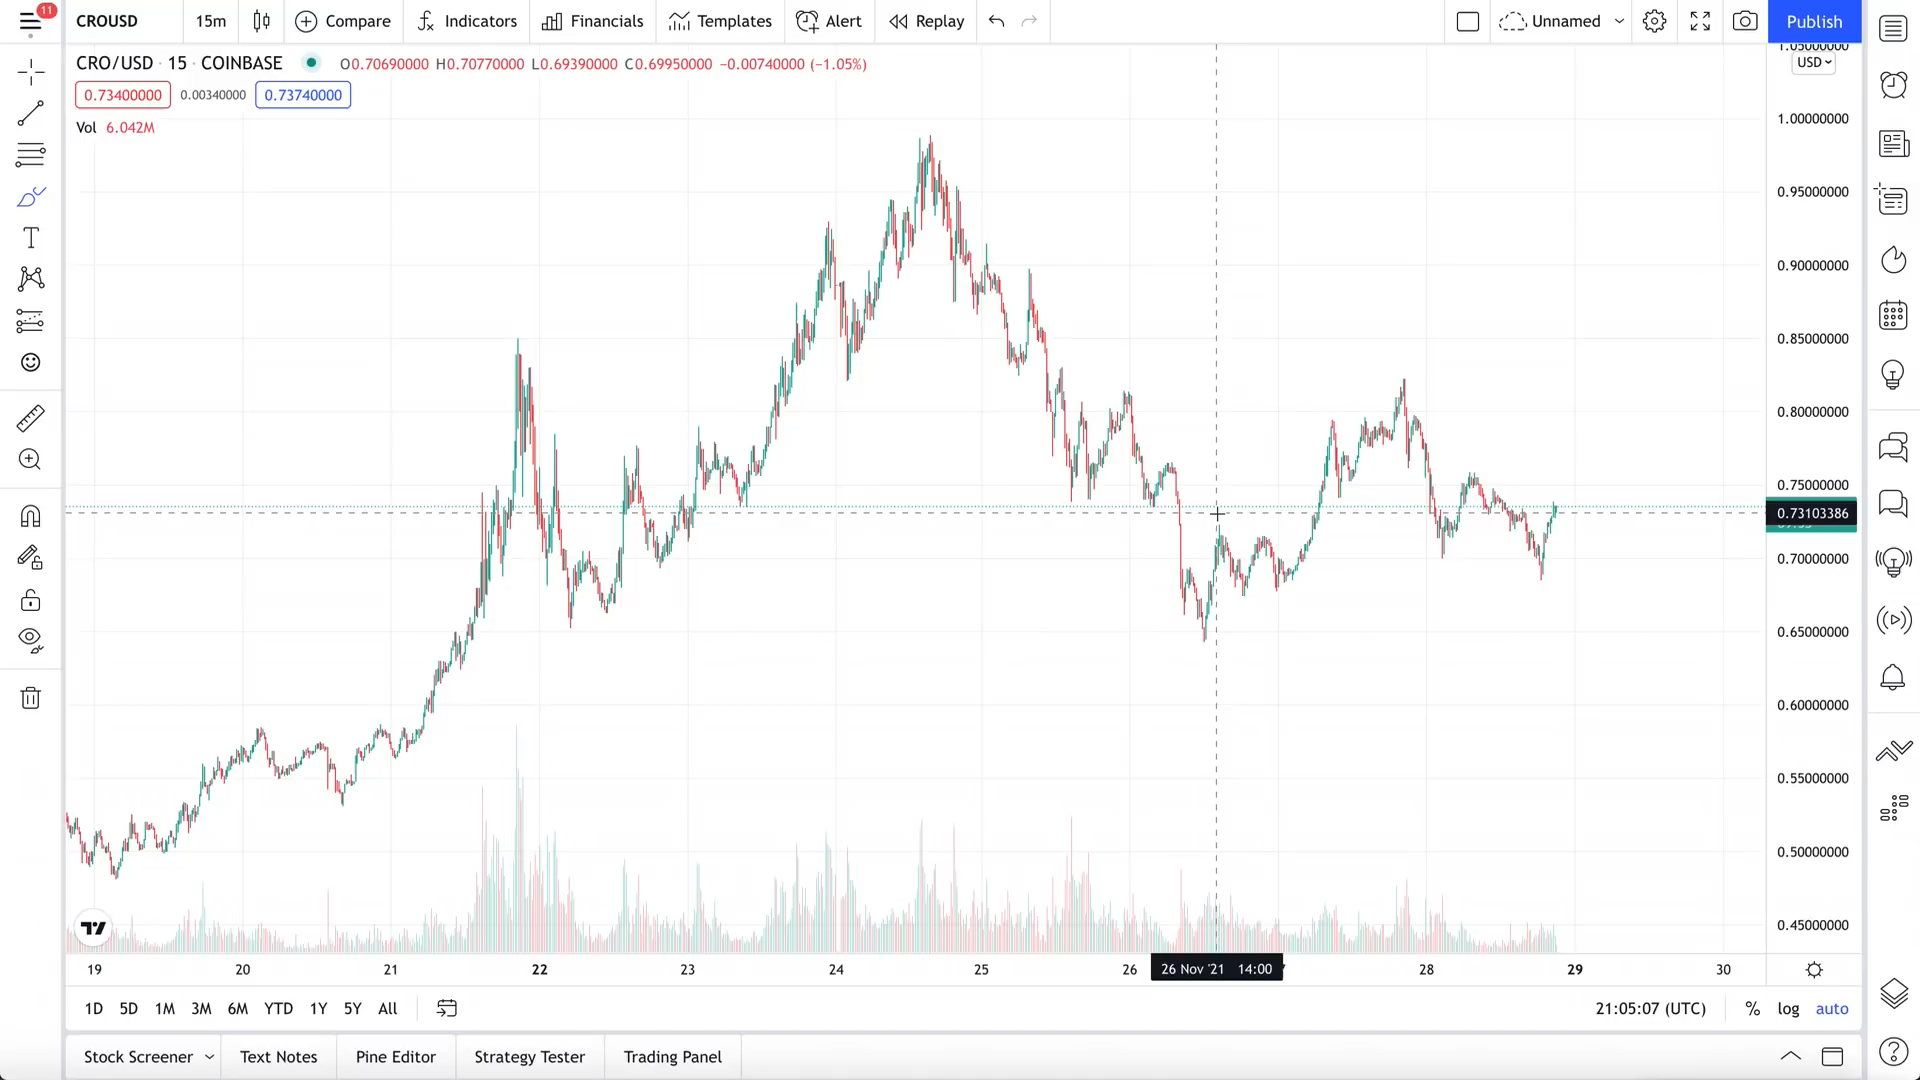 11
CROUSD
15m
Compare
Indicators
Financials
Templates
Alert
Replay
Unnamed
Publish
CRO/USD · 15 · COINBASE
O0.70690000 H0.70770000 L0.69390000 C0.69950000 −0.00740000 (−1.05%)
1.05000000
USD
0.73400000
0.00340000
0.73740000
Vol 6.042M
1.00000000
0.95000000
0.90000000
0.85000000
0.80000000
0.75000000
0.73103386
0.70000000
0.65000000
0.60000000
0.55000000
0.50000000
0.45000000
T
19
20
21
22
23
24
25
26
26 Nov '21 14:00
28
29
30
1D
5D
1M
3M
6M
YTD
1Y
5Y
All
21:05:07 (UTC)
%
log
auto
Stock Screener
Text Notes
Pine Editor
Strategy Tester
Trading Panel